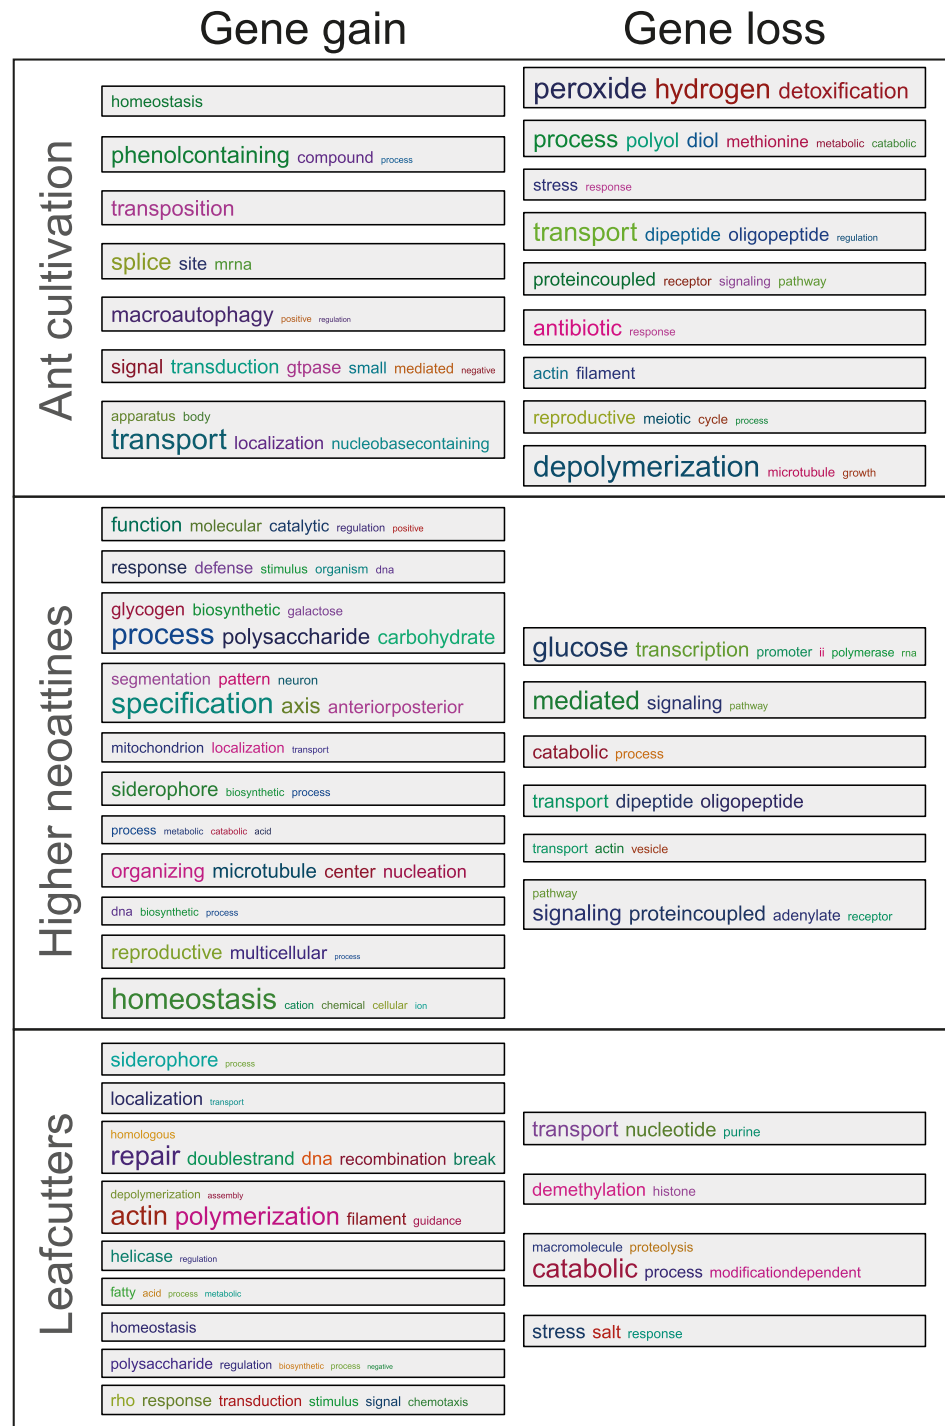 Gene gain
Gene loss
Ant cultivation
homeostasis
phenolcontaining compound process
transposition
splice site mrna
macroautophagy positive regulation
signal transduction gtpase small mediated negative
apparatus body
transport localization nucleobasecontaining
peroxide hydrogen detoxification
process polyol diol methionine metabolic catabolic
stress response
transport dipeptide oligopeptide regulation
proteincoupled receptor signaling pathway
antibiotic response
actin filament
reproductive meiotic cycle process
depolymerization microtubule growth
Higher neoattines
function molecular catalytic regulation positive
response defense stimulus organism dna
glycogen biosynthetic galactose
process polysaccharide carbohydrate
segmentation pattern neuron
specification axis anteriorposterior
mitochondrion localization transport
siderophore biosynthetic process
process metabolic catabolic acid
organizing microtubule center nucleation
dna biosynthetic process
reproductive multicellular process
homeostasis cation chemical cellular ion
glucose transcription promoter ii polymerase rna
mediated signaling pathway
catabolic process
transport dipeptide oligopeptide
transport actin vesicle
pathway
signaling proteincoupled adenylate receptor
Leafcutters
siderophore process
localization transport
homologous
repair doublestrand dna recombination break
depolymerization assembly
actin polymerization filament guidance
helicase regulation
fatty acid process metabolic
homeostasis
polysaccharide regulation biosynthetic process negative
rho response transduction stimulus signal chemotaxis
transport nucleotide purine
demethylation histone
macromolecule proteolysis
catabolic process modificationdependent
stress salt response